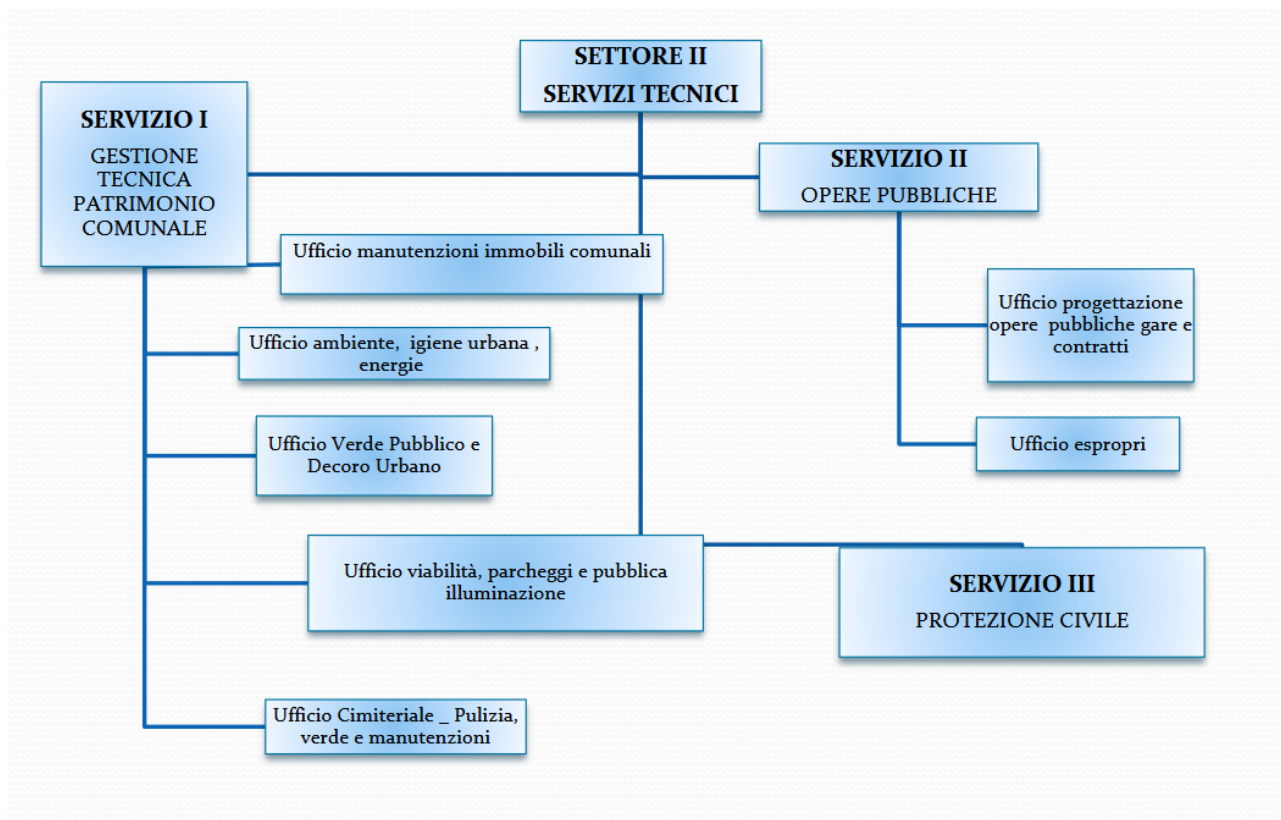 SETTORE II
SERVIZI TECNICI
SERVIZIO I
GESTIONE
TECNICA
PATRIMONIO
COMUNALE
SERVIZIO II
OPERE PUBBLICHE
Ufficio manutenzioni immobili comunali
Ufficio progettazione
opere  pubbliche gare e
contratti
Ufficio ambiente,  igiene urbana ,
energie
Ufficio Verde Pubblico e
Decoro Urbano
Ufficio espropri
Ufficio viabilità, parcheggi e pubblica
illuminazione
SERVIZIO III
PROTEZIONE CIVILE
Ufficio Cimiteriale _ Pulizia,
verde e manutenzioni